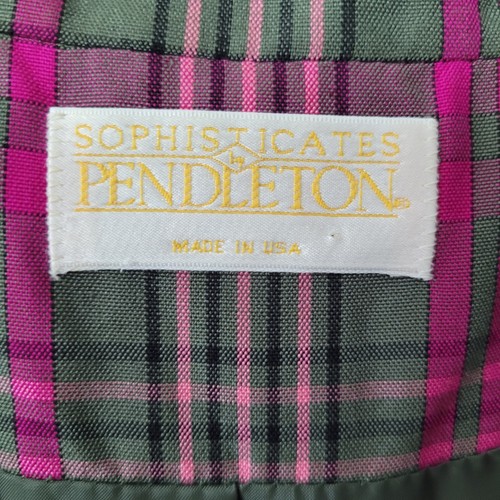 SOPHISTICATES
by
PENDLETON®
MADE IN USA